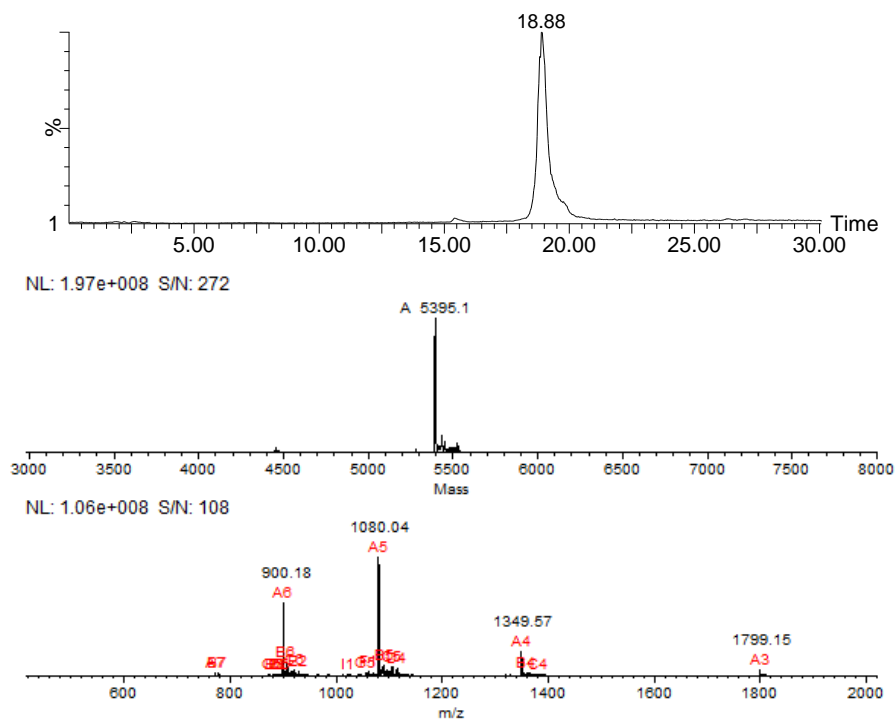 18.88
%
1
Time
5.00 10.00 15.00 20.00 25.00 30.00
NL: 1.97e+008 S/N: 272
A 5395.1
3000 3500 4000 4500 5000 5500 6000 6500 7000 7500 8000
Mass
NL: 1.06e+008 S/N: 108
1080.04
A5
900.18
A6
1349.57
A4
1799.15
A3
I1
C4
600 800 1000 1200 1400 1600 1800 2000
m/z